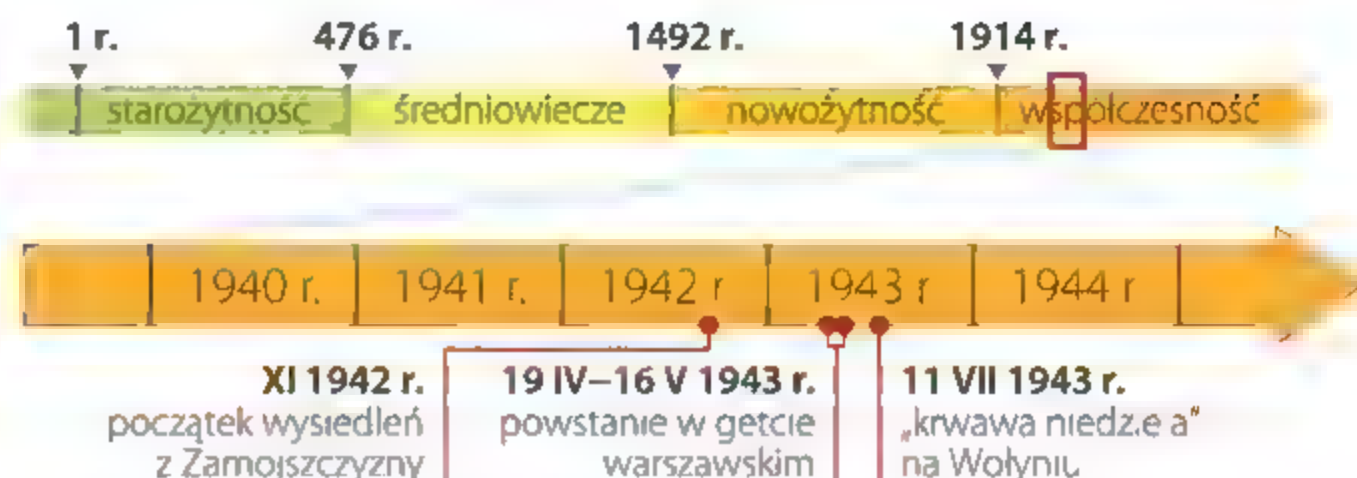 1 r. 476 r. 1492 r. 1914 r.
starożytność średniowiecze nowożytność współczesność
1940 r. 1941 r. 1942 r 1943 r 1944 r
XI 1942 r. 19 IV–16 V 1943 r. 11 VII 1943 r.
początek wysiedleń powstanie w getcie „krwawa niedziela"
z Zamojszczyzny warszawskim na Wołyniu